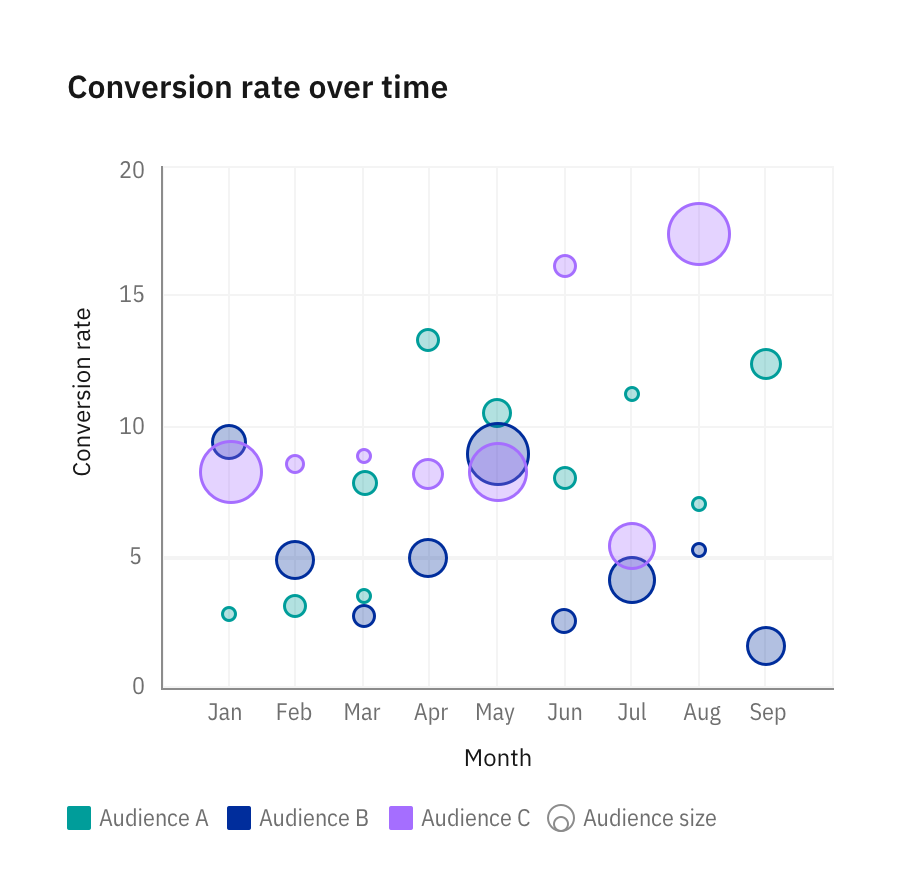 Conversion rate over time
20
15
10
5
0
Conversion rate
Jan Feb Mar Apr May Jun Jul Aug Sep
Month
Audience A Audience B Audience C Audience size